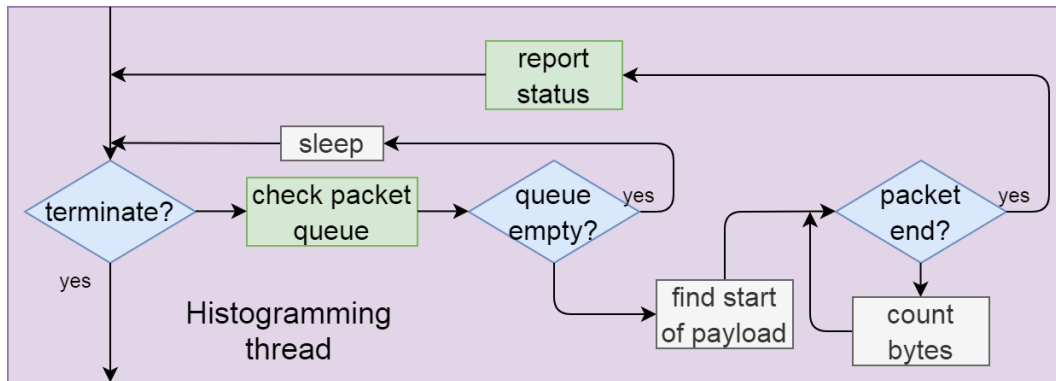 report
status
sleep
terminate?
check packet
queue
queue
empty?
yes
packet
end?
yes
yes
find start
of payload
count
bytes
Histogramming
thread